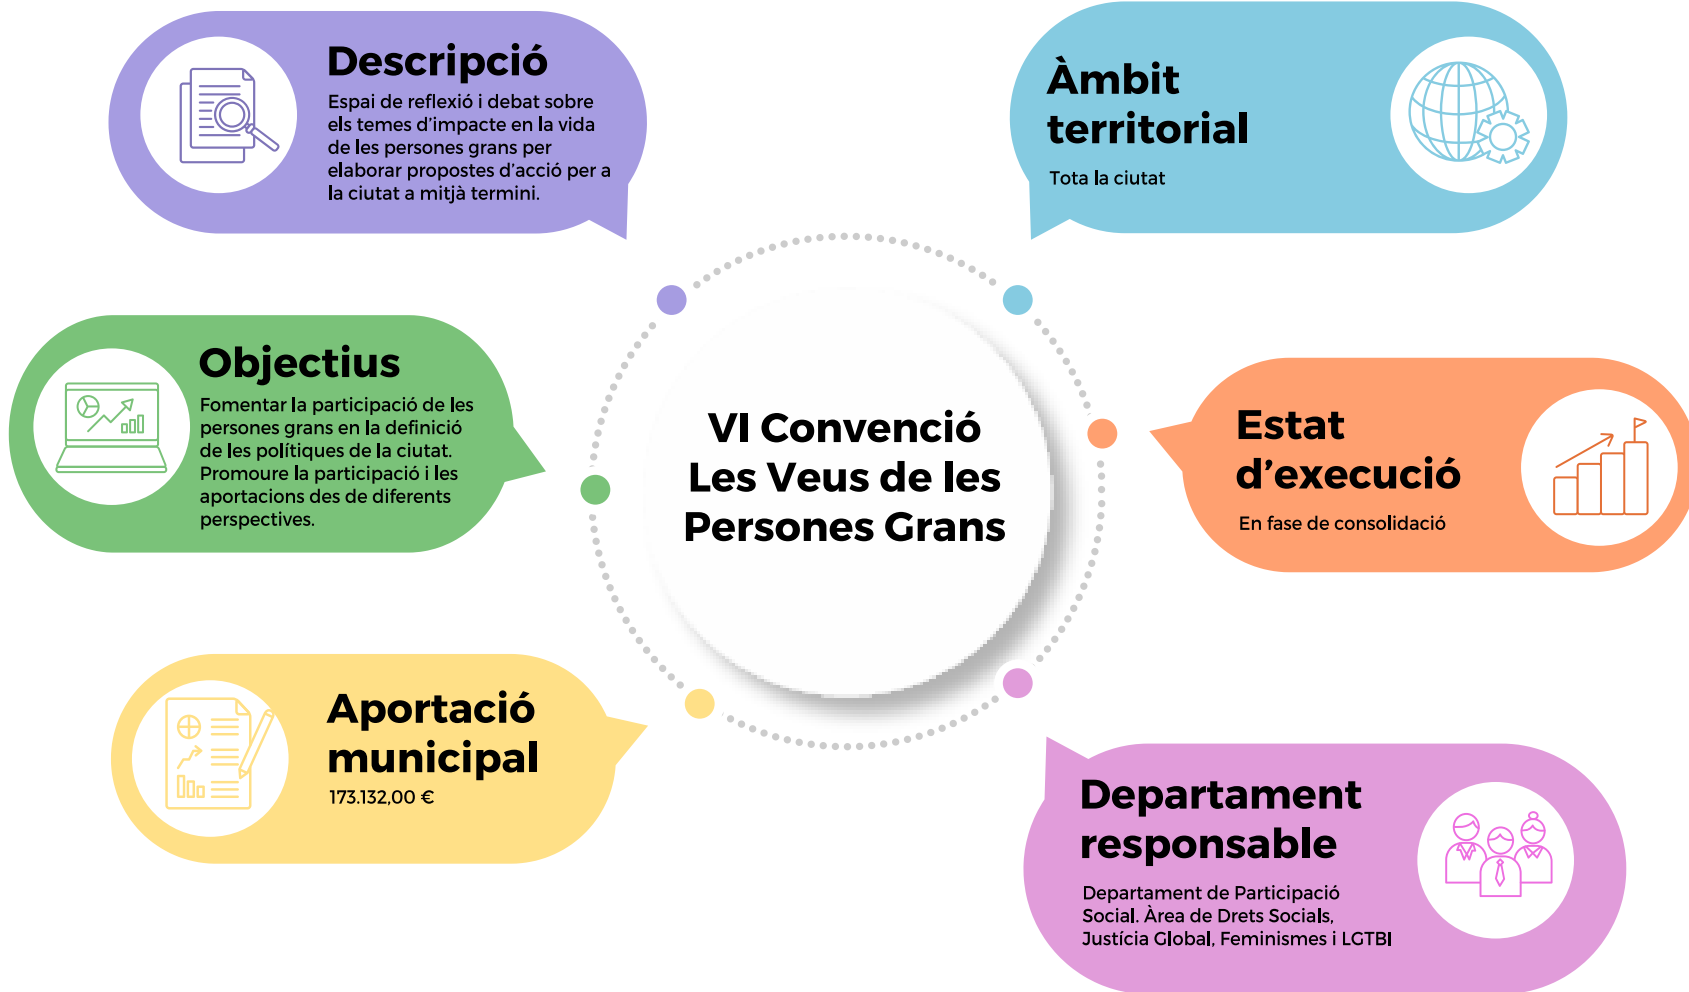 Descripció
Espai de reflexió i debat sobre
els temes d'impacte en la vida
de les persones grans per
elaborar propostes d'acció per a
la ciutat a mitjà termini.
Àmbit
territorial
Tota la ciutat
Objectius
Fomentar la participació de les
persones grans en la definició
de les polítiques de la ciutat.
Promoure la participació i les
aportacions des de diferents
perspectives.
VI Convenció
Les Veus de les
Persones Grans
Estat
d'execució
En fase de consolidació
Aportació
municipal
173.132,00 €
Departament
responsable
Departament de Participació
Social. Àrea de Drets Socials,
Justícia Global, Feminismes i LGTBI